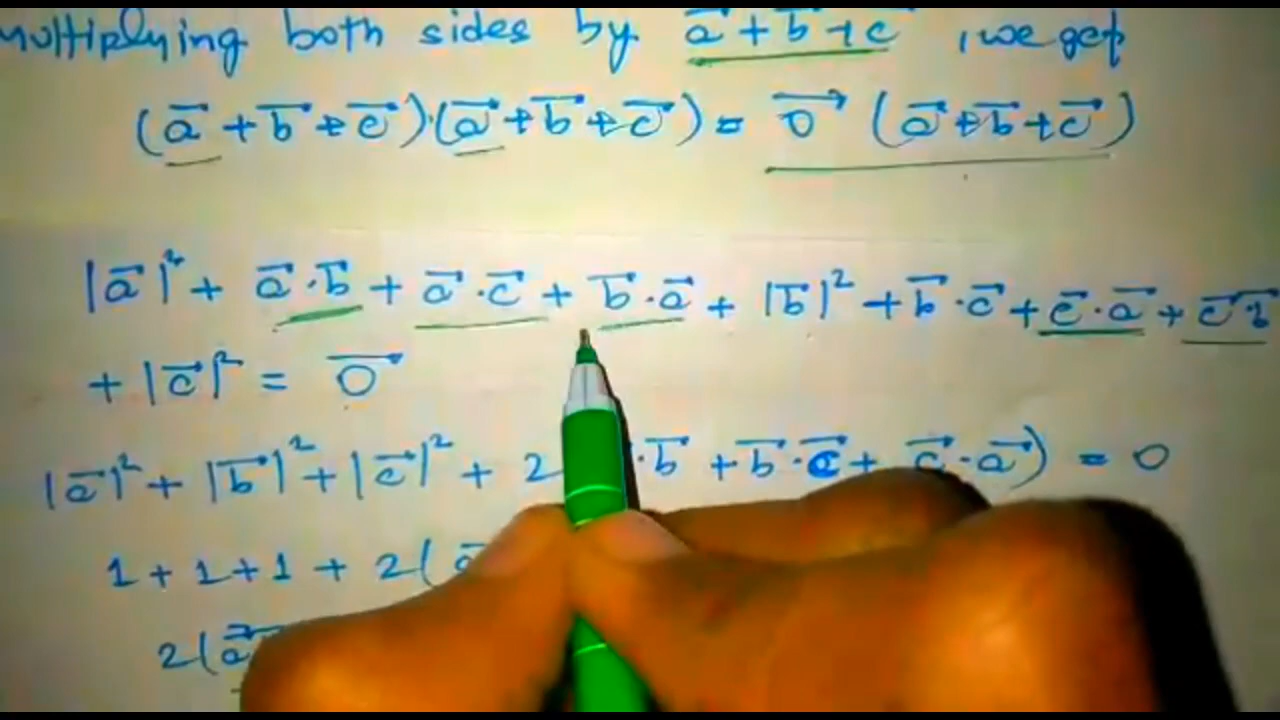 multiplying both sides by a⃗ + b⃗ + c⃗ , we get
(a⃗ + b⃗ + c⃗).(a⃗ + b⃗ + c⃗) = 0⃗ (a⃗ + b⃗ + c⃗)
|a⃗|² + a⃗ · b⃗ + a⃗ · c⃗ + b⃗ · a⃗ + |b⃗|² + b⃗ · c⃗ + c⃗ · a⃗ + c⃗ · b⃗
+ |c⃗|² = 0⃗
|a⃗|² + |b⃗|² + |c⃗|² + 2 · b⃗ + b⃗ · c⃗ + c⃗ · a⃗) = 0
1 + 1 + 1 + 2( a⃗
2(a⃗